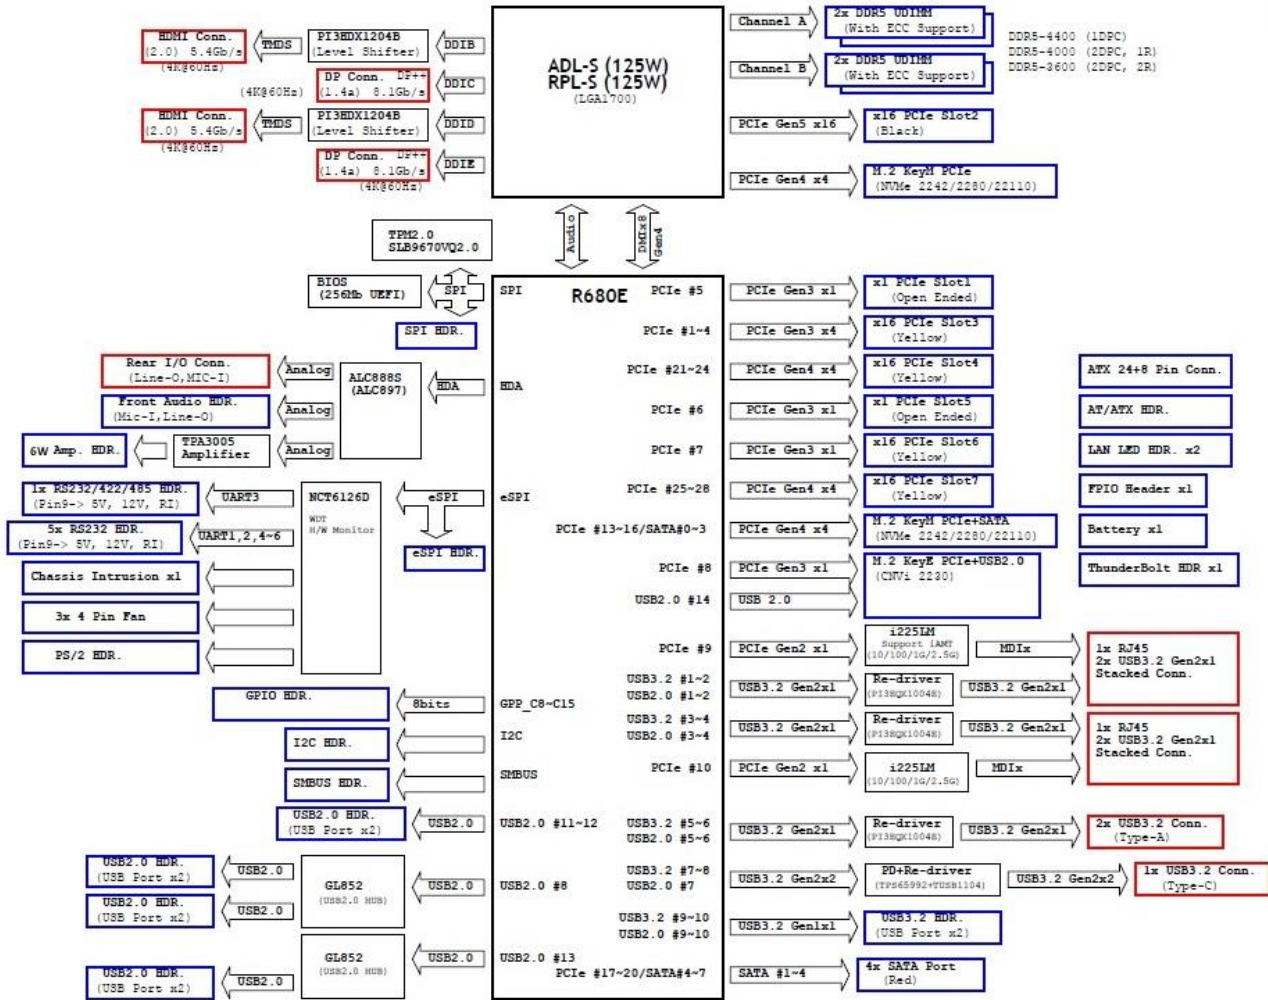 HDMI Conn.
(2.0) 5.4Gb/s
(4K@60Hz)
TMDS
PI3HDX1204B
(Level Shifter)
DDIB
(4K@60Hz)
DP Conn. DP++
(1.4a) 8.1Gb/s
DDIC
HDMI Conn.
(2.0) 5.4Gb/s
(4K@60Hz)
TMDS
PI3HDX1204B
(Level Shifter)
DDID
DP Conn. DP++
(1.4a) 8.1Gb/s
(4K@60Hz)
DDIE
ADL-S (125W)
RPL-S (125W)
(LGA1700)
Channel A
2x DDR5 UDIMM
(With ECC Support)
Channel B
2x DDR5 UDIMM
(With ECC Support)
DDR5-4400 (1DPC)
DDR5-4000 (2DPC, 1R)
DDR5-3600 (2DPC, 2R)
PCIe Gen5 x16
x16 PCIe Slot2
(Black)
PCIe Gen4 x4
M.2 KeyM PCIe
(NVMe 2242/2280/22110)
Audio
DMIx8
Gen4
TPM2.0
SLB9670VQ2.0
BIOS
(256Mb UEFI)
SPI
SPI
SPI HDR.
R680E
Rear I/O Conn.
(Line-O,MIC-I)
Analog
Front Audio HDR.
(Mic-I,Line-O)
Analog
6W Amp. HDR.
TPA3005
Amplifier
Analog
ALC888S
(ALC897)
HDA
HDA
1x RS232/422/485 HDR.
(Pin9-> 5V, 12V, RI)
UART3
5x RS232 HDR.
(Pin9-> 5V, 12V, RI)
UART1,2,4~6
Chassis Intrusion x1
3x 4 Pin Fan
PS/2 HDR.
NCT6126D
WDT
H/W Monitor
eSPI
eSPI
eSPI HDR.
GPIO HDR.
8bits
GPP_C8~C15
I2C HDR.
I2C
SMBUS HDR.
SMBUS
USB2.0 HDR.
(USB Port x2)
USB2.0
USB2.0 #11~12
USB2.0 HDR.
(USB Port x2)
USB2.0
USB2.0 HDR.
(USB Port x2)
USB2.0
GL852
(USB2.0 HUB)
USB2.0
USB2.0 #8
USB2.0 HDR.
(USB Port x2)
USB2.0
GL852
(USB2.0 HUB)
USB2.0
USB2.0 #13
PCIe #5
PCIe Gen3 x1
x1 PCIe Slot1
(Open Ended)
PCIe #1~4
PCIe Gen3 x4
x16 PCIe Slot3
(Yellow)
PCIe #21~24
PCIe Gen4 x4
x16 PCIe Slot4
(Yellow)
PCIe #6
PCIe Gen3 x1
x1 PCIe Slot5
(Open Ended)
PCIe #7
PCIe Gen3 x1
x16 PCIe Slot6
(Yellow)
PCIe #25~28
PCIe Gen4 x4
x16 PCIe Slot7
(Yellow)
PCIe #13~16/SATA#0~3
PCIe Gen4 x4
M.2 KeyM PCIe+SATA
(NVMe 2242/2280/22110)
PCIe #8
PCIe Gen3 x1
M.2 KeyE PCIe+USB2.0
(CNVi 2230)
USB2.0 #14
USB 2.0
ATX 24+8 Pin Conn.
AT/ATX HDR.
LAN LED HDR. x2
FPIO Header x1
Battery x1
ThunderBolt HDR x1
PCIe #9
PCIe Gen2 x1
i225LM
Support iAMT
(10/100/1G/2.5G)
MDIx
1x RJ45
2x USB3.2 Gen2x1
Stacked Conn.
USB3.2 #1~2
USB2.0 #1~2
USB3.2 Gen2x1
Re-driver
(PI3EQX1004E)
USB3.2 Gen2x1
USB3.2 #3~4
USB2.0 #3~4
USB3.2 Gen2x1
Re-driver
(PI3EQX1004E)
USB3.2 Gen2x1
1x RJ45
2x USB3.2 Gen2x1
Stacked Conn.
PCIe #10
PCIe Gen2 x1
i225LM
(10/100/1G/2.5G)
MDIx
USB3.2 #5~6
USB2.0 #5~6
USB3.2 Gen2x1
Re-driver
(PI3EQX1004E)
USB3.2 Gen2x1
2x USB3.2 Conn.
(Type-A)
USB3.2 #7~8
USB2.0 #7
USB3.2 Gen2x2
PD+Re-driver
(TPS65992+TUSB1104)
USB3.2 Gen2x2
1x USB3.2 Conn.
(Type-C)
USB3.2 #9~10
USB2.0 #9~10
USB3.2 Gen1x1
USB3.2 HDR.
(USB Port x2)
PCIe #17~20/SATA#4~7
SATA #1~4
4x SATA Port
(Red)